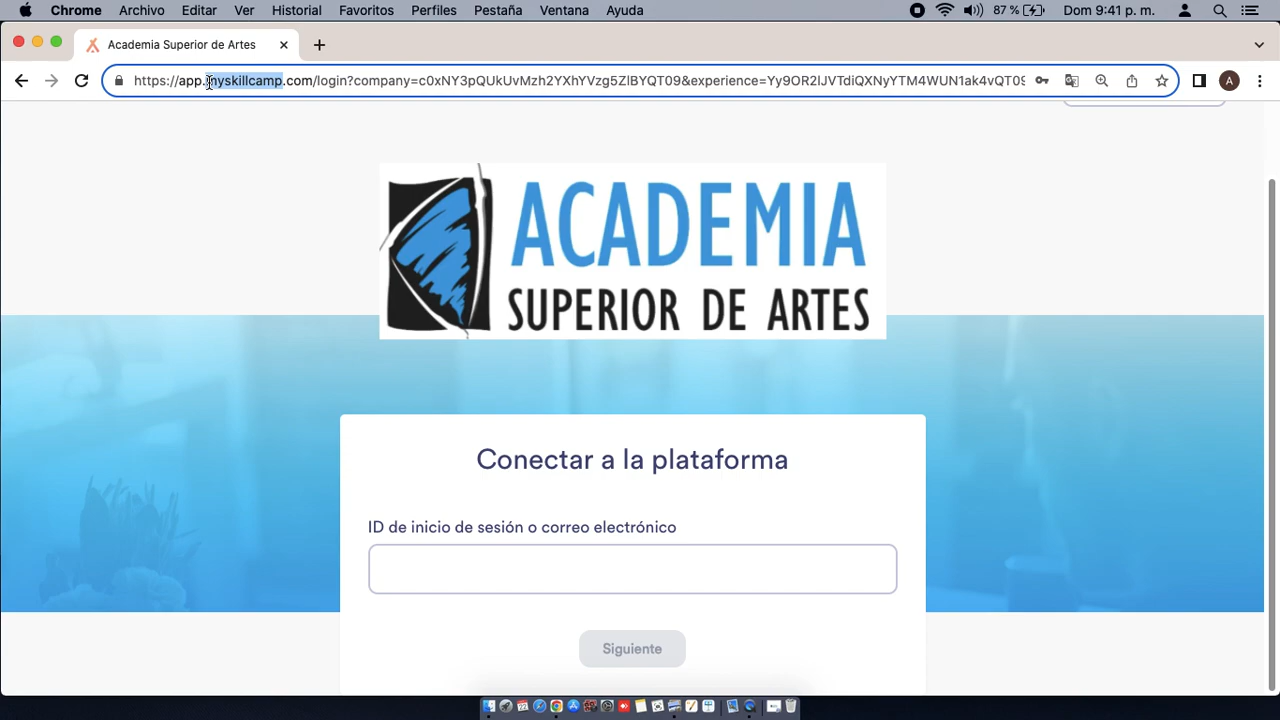 Chrome Archivo Editar Ver Historial Favoritos Perfiles Pestaña Ventana Ayuda 87 % Dom 9:41 p. m.
Academia Superior de Artes
https://app.myskillcamp.com/login?company=c0xNY3pQUkUvMzh2YXhYVzg5ZlBYQT09&experience=Yy9OR2lJVTdiQXNyYTM4WUN1ak4vQT09 A
ACADEMIA
SUPERIOR DE ARTES
Conectar a la plataforma
ID de inicio de sesión o correo electrónico
Siguiente